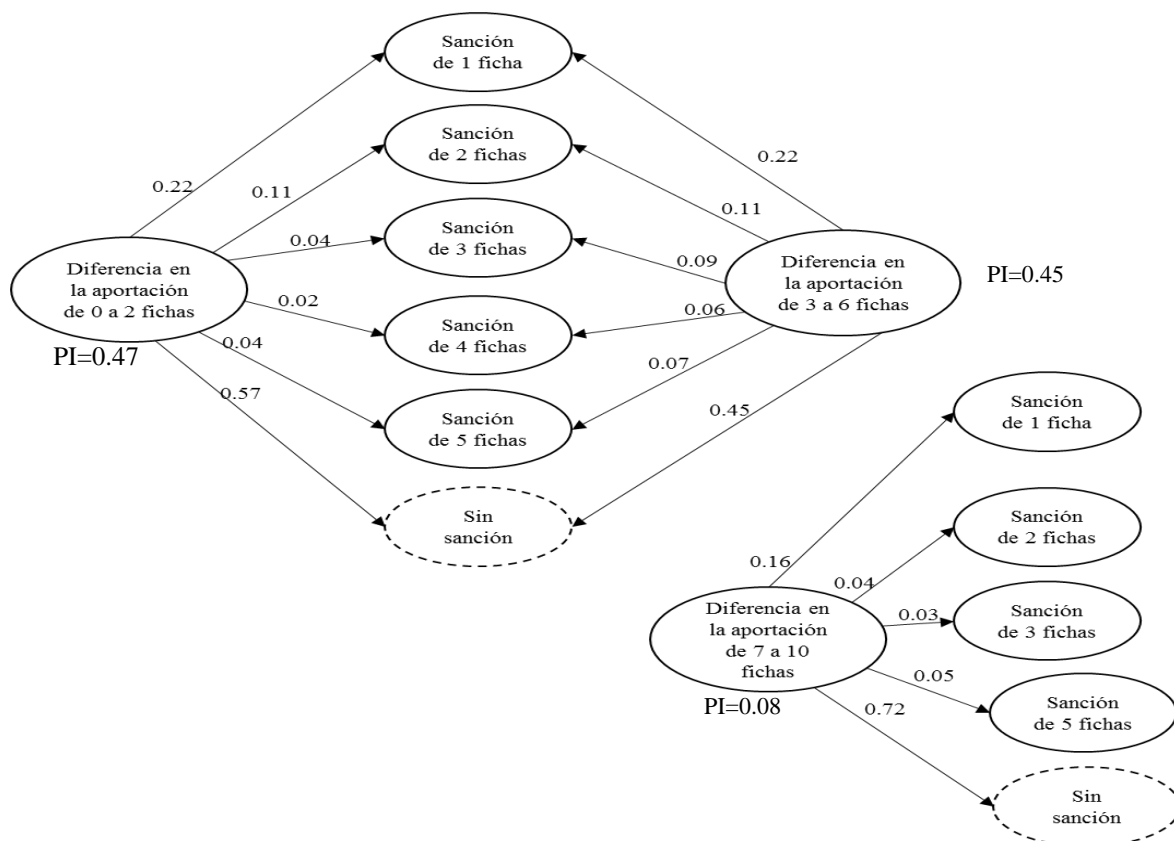 Sanción
de 1 ficha
Sanción
de 2 fichas
0.22
0.22
0.11
0.11
Sanción
de 3 fichas
0.04
0.09
Diferencia en
la aportación
de 0 a 2 fichas
PI=0.47
Diferencia en
la aportación
de 3 a 6 fichas
PI=0.45
0.02
0.06
Sanción
de 4 fichas
0.04
0.07
0.57
0.45
Sanción
de 5 fichas
Sin
sanción
Sanción
de 1 ficha
0.16
Sanción
de 2 fichas
0.04
0.03
Sanción
de 3 fichas
Diferencia en
la aportación
de 7 a 10
fichas
PI=0.08
0.05
0.72
Sanción
de 5 fichas
Sin
sanción